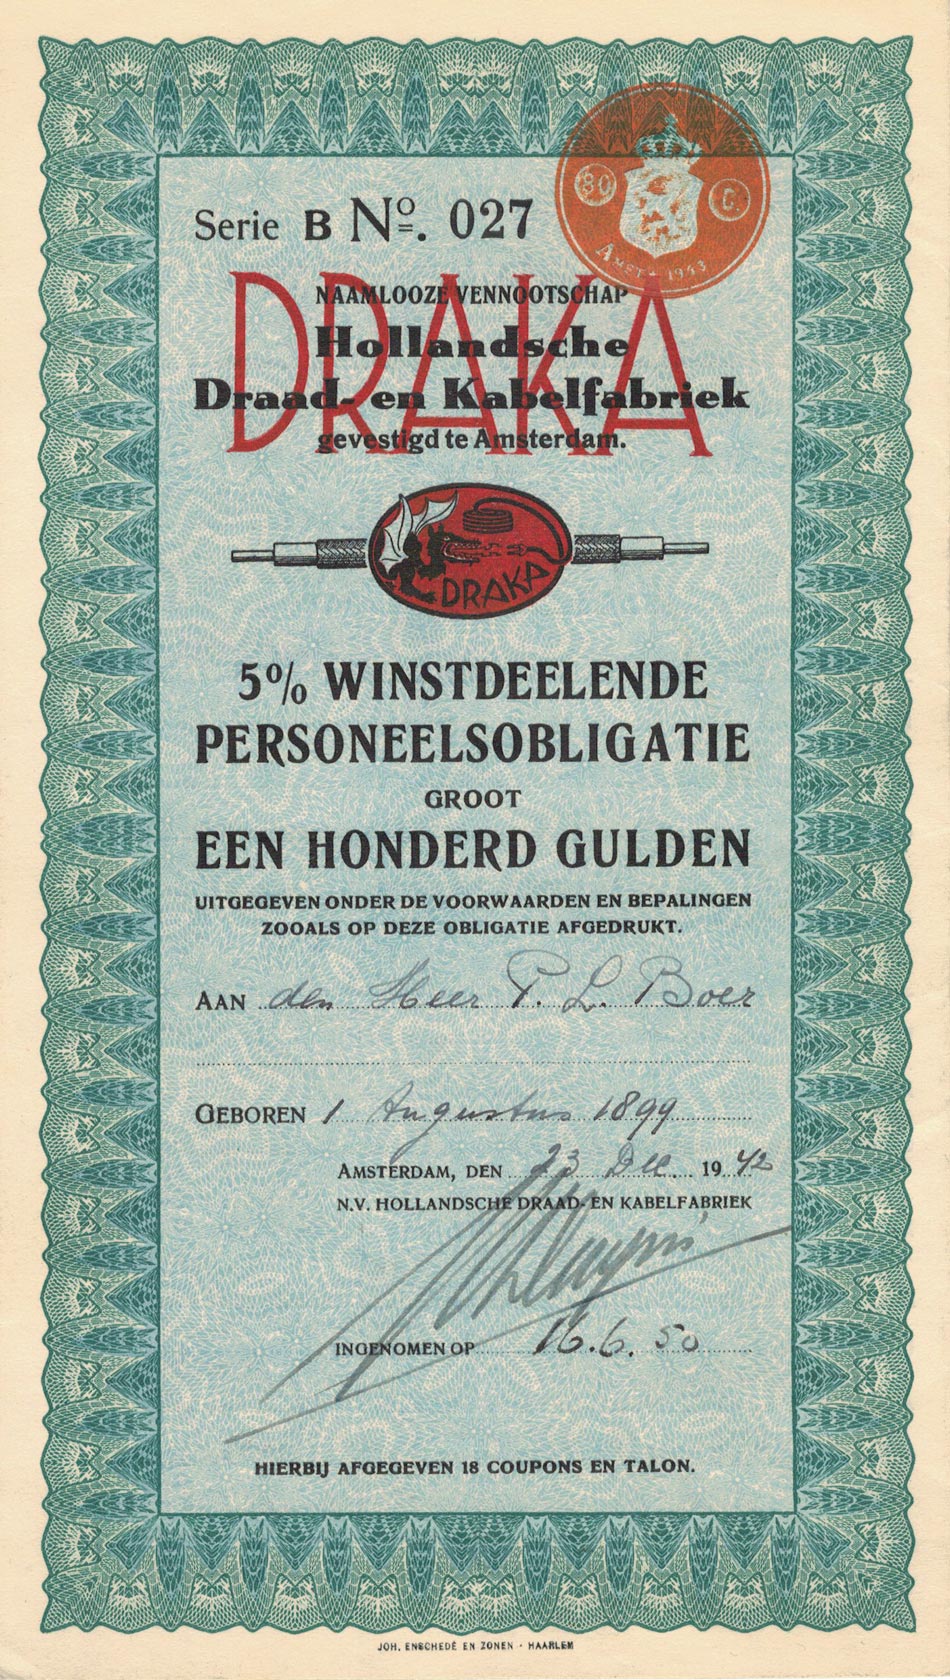 80 C.
AMST. 1943
Serie B Nº. 027
DRAKA
NAAMLOOZE VENNOOTSCHAP
Hollandsche
Draad- en Kabelfabriek
gevestigd te Amsterdam.
DRAKA
5% WINSTDEELENDE
PERSONEELSOBLIGATIE
GROOT
EEN HONDERD GULDEN
UITGEGEVEN ONDER DE VOORWAARDEN EN BEPALINGEN
ZOOALS OP DEZE OBLIGATIE AFGEDRUKT.
AAN den Heer P. L. Boer
GEBOREN 1 Augustus 1899
AMSTERDAM, DEN 23 Dec 1942
N.V. HOLLANDSCHE DRAAD- EN KABELFABRIEK
INGENOMEN OP 16.6.50
HIERBIJ AFGEGEVEN 18 COUPONS EN TALON.
JOH. ENSCHEDÉ EN ZONEN - HAARLEM